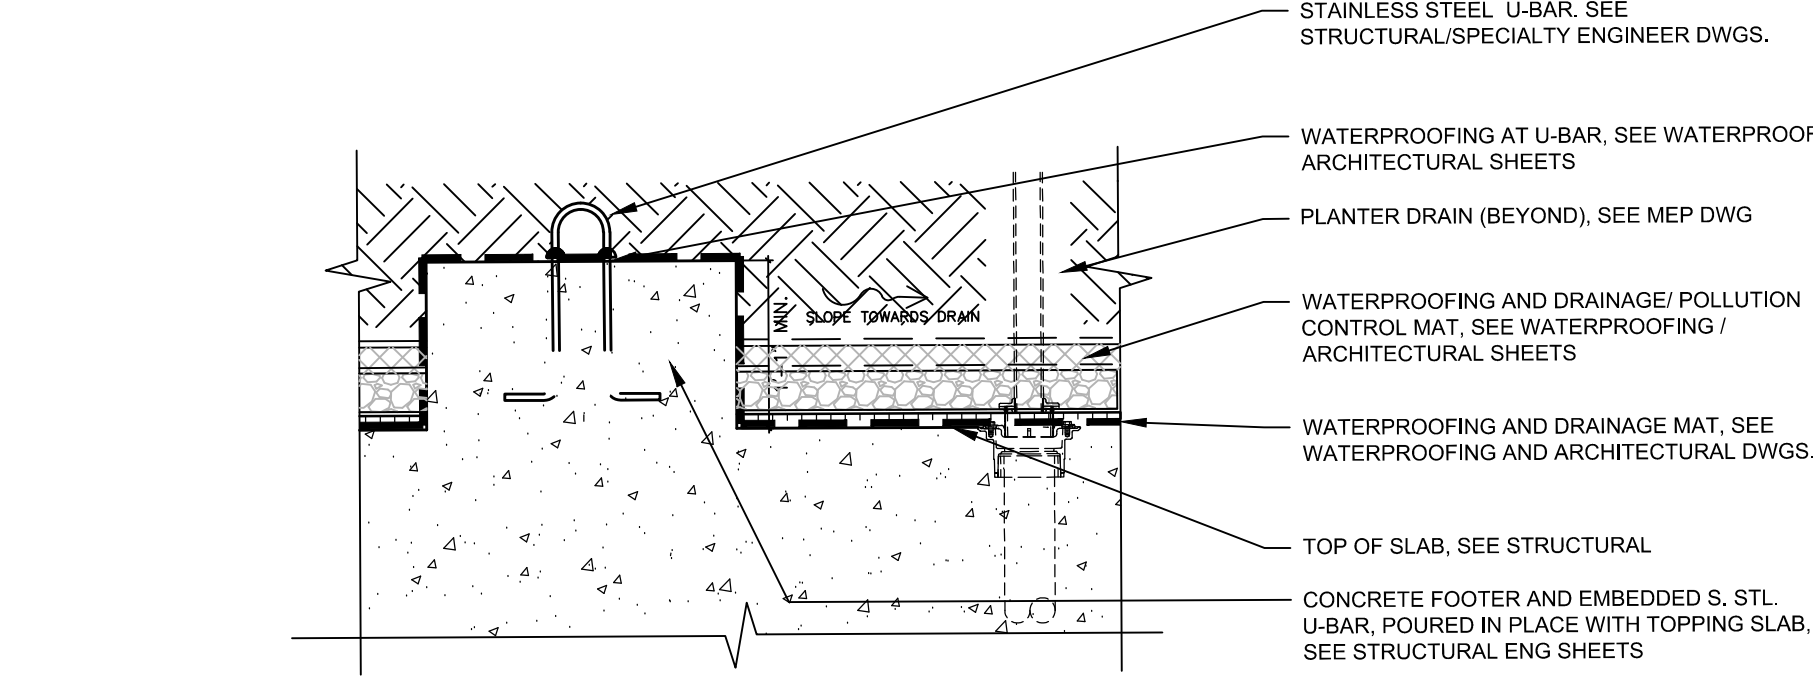 STAINLESS STEEL U-BAR. SEE
STRUCTURAL/SPECIALTY ENGINEER DWGS.
WATERPROOFING AT U-BAR, SEE
ARCHITECTURAL SHEETS
PLANTER DRAIN (BEYOND), SEE MEP DWG
WATERPROOFING AND DRAINAGE/ POLLUTION
CONTROL MAT, SEE WATERPROOFING /
ARCHITECTURAL SHEETS
MIN.
SLOPE TOWARDS DRAIN
WATERPROOFING AND DRAINAGE MAT, SEE
WATERPROOFING AND ARCHITECTURAL DWGS.
TOP OF SLAB, SEE STRUCTURAL
CONCRETE FOOTER AND EMBEDDED S. STL.
U-BAR, POURED IN PLACE WITH TOPPING SLAB,
SEE STRUCTURAL ENG SHEETS